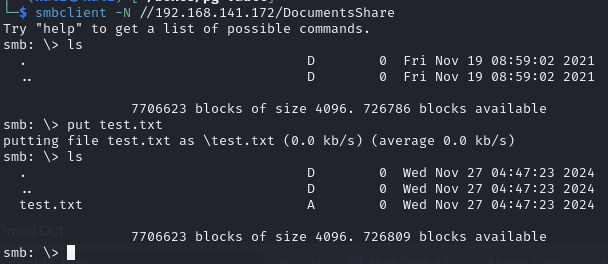 └─$ smbclient -N //192.168.141.172/DocumentsShare
Try "help" to get a list of possible commands.
smb: \> ls
. D 0 Fri Nov 19 08:59:02 2021
.. D 0 Fri Nov 19 08:59:02 2021
7706623 blocks of size 4096. 726786 blocks available
smb: \> put test.txt
putting file test.txt as \test.txt (0.0 kb/s) (average 0.0 kb/s)
smb: \> ls
. D 0 Wed Nov 27 04:47:23 2024
.. D 0 Wed Nov 27 04:47:23 2024
test.txt A 0 Wed Nov 27 04:47:23 2024
Timed Out
7706623 blocks of size 4096. 726809 blocks available
smb: \>